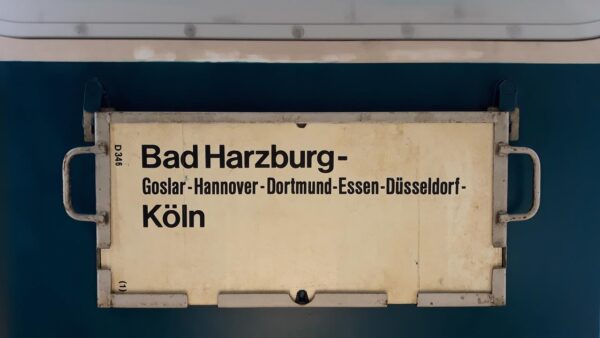 D 346
Bad Harzburg-
Goslar-Hannover-Dortmund-Essen-Düsseldorf-
Köln
(1)